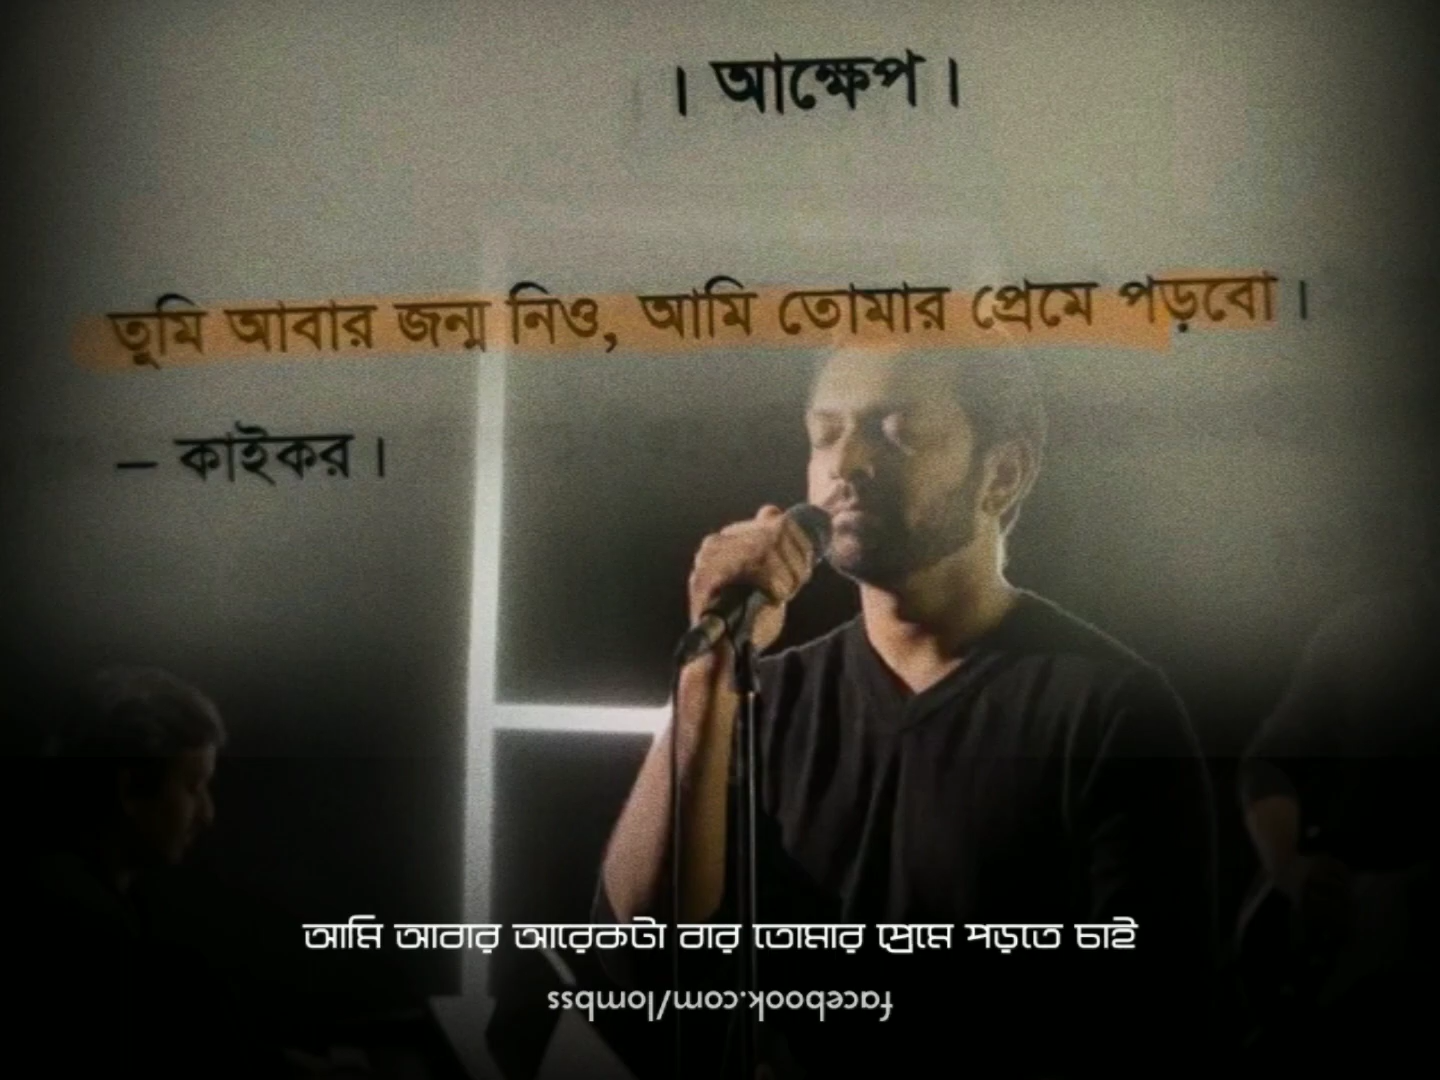 । আক্ষেপ ।
তুমি আবার জন্ম নিও, আমি তোমার প্রেমে পড়বো ।
– কাইকর ।
আমি আবার আরেকটা বার তোমার প্রেমে পড়তে চাই
facebook.com/lombss